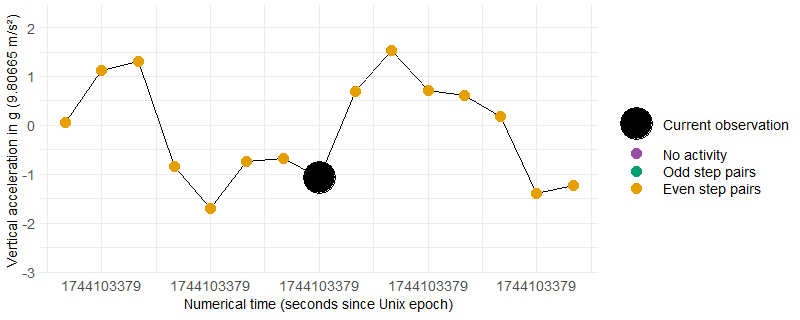 Vertical acceleration in g (9.80665 m/s²)
2
1
0
-1
-2
-3
1744103379 1744103379 1744103379 1744103379 1744103379
Numerical time (seconds since Unix epoch)
Current observation
No activity
Odd step pairs
Even step pairs